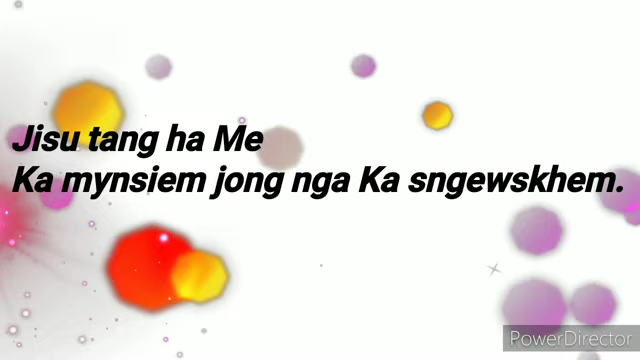 Jisu tang ha Me
Ka mynsiem jong nga Ka sngewskhem.
PowerDirector